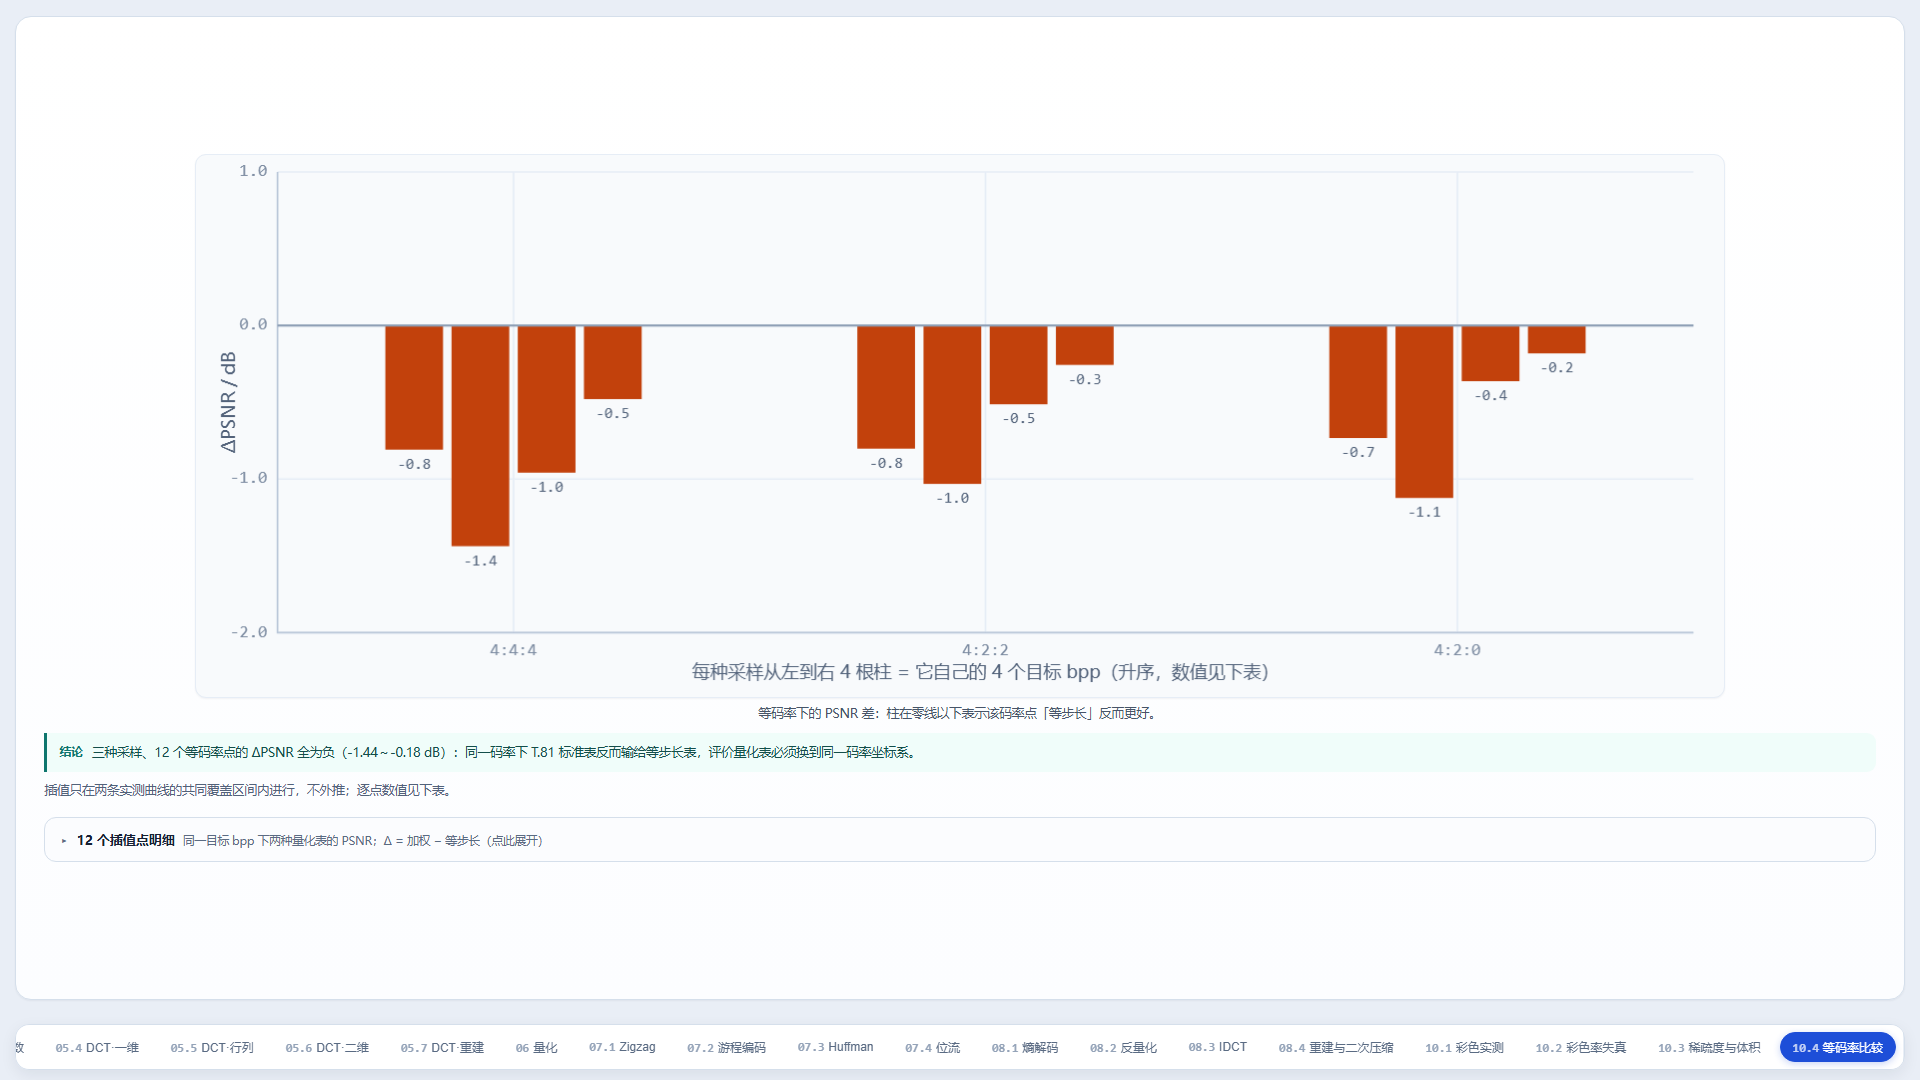 1.0
0.0
-1.0
-2.0
ΔPSNR / dB
-0.8
-1.4
-1.0
-0.5
-0.8
-1.0
-0.5
-0.3
-0.7
-1.1
-0.4
-0.2
4:4:4
4:2:2
4:2:0
每种采样从左到右 4 根柱 = 它自己的 4 个目标 bpp（升序，数值见下表）
等码率下的 PSNR 差：柱在零线以下表示该码率点「等步长」反而更好。
结论 三种采样、12 个等码率点的 ΔPSNR 全为负（-1.44～-0.18 dB）：同一码率下 T.81 标准表反而输给等步长表，评价量化表必须换到同一码率坐标系。
插值只在两条实测曲线的共同覆盖区间内进行，不外推；逐点数值见下表。
▸ 12 个插值点明细 同一目标 bpp 下两种量化表的 PSNR；Δ = 加权 − 等步长（点此展开）
数 05.4 DCT·一维 05.5 DCT·行列 05.6 DCT·二维 05.7 DCT·重建 06 量化 07.1 Zigzag 07.2 游程编码 07.3 Huffman 07.4 位流 08.1 熵解码 08.2 反量化 08.3 IDCT 08.4 重建与二次压缩 10.1 彩色实测 10.2 彩色率失真 10.3 稀疏度与体积 10.4 等码率比较